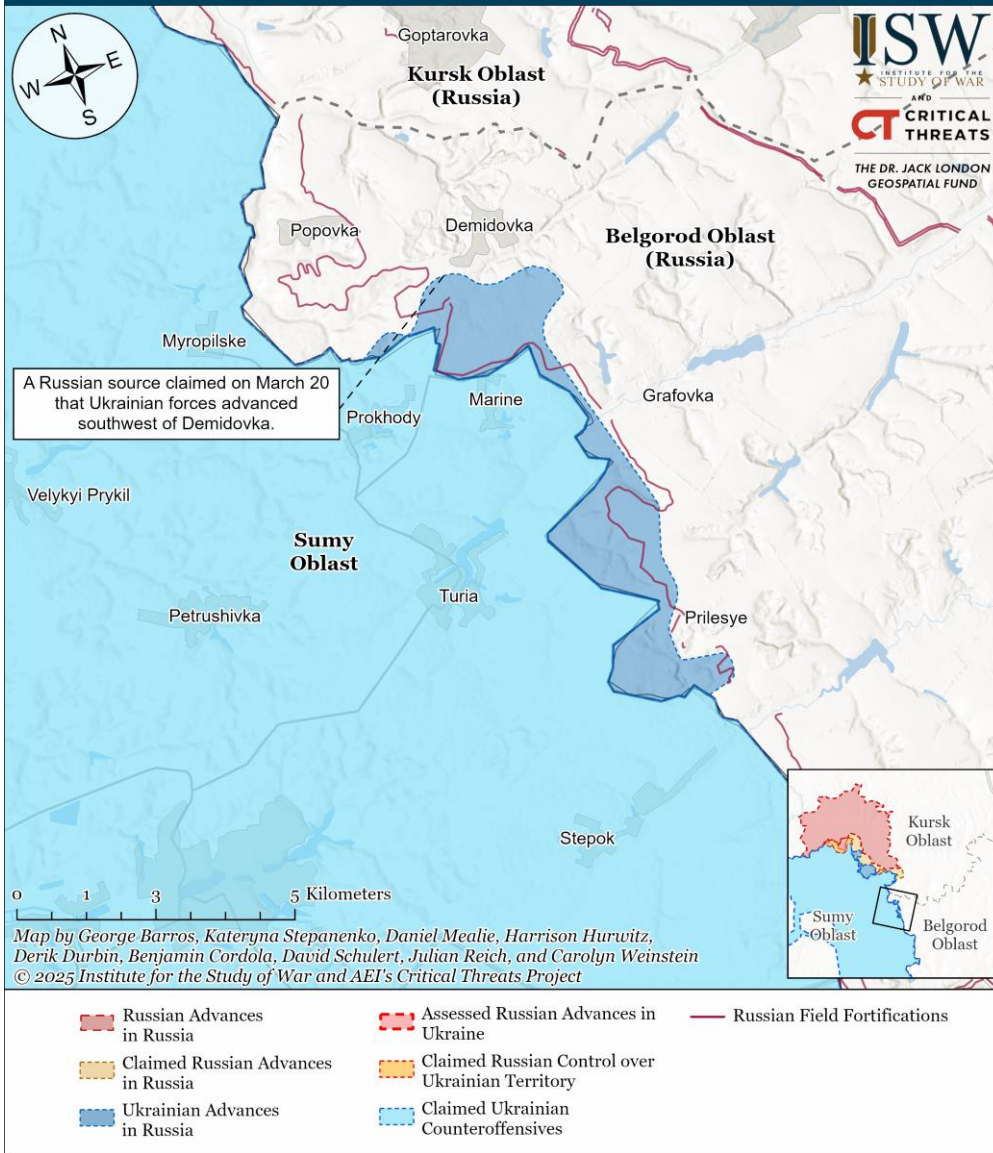 N
E
W
S
Goptarovka
Kursk Oblast
(Russia)
ISW
INSTITUTE FOR THE
STUDY OF WAR
AND
CT CRITICAL
THREATS
THE DR. JACK LONDON
GEOSPATIAL FUND
Popovka
Demidovka
Belgorod Oblast
(Russia)
Myropilske
A Russian source claimed on March 20
that Ukrainian forces advanced
southwest of Demidovka.
Prokhody
Marine
Grafovka
Velykyi Prykil
Sumy
Oblast
Turia
Petrushivka
Prilesye
Stepok
Kursk
Oblast
Sumy
Oblast
Belgorod
Oblast
0 1 3 5 Kilometers
Map by George Barros, Kateryna Stepanenko, Daniel Mealie, Harrison Hurwitz,
Derik Durbin, Benjamin Cordola, David Schulert, Julian Reich, and Carolyn Weinstein
© 2025 Institute for the Study of War and AEI's Critical Threats Project
Russian Advances
in Russia
Claimed Russian Advances
in Russia
Ukrainian Advances
in Russia
Assessed Russian Advances in
Ukraine
Claimed Russian Control over
Ukrainian Territory
Claimed Ukrainian
Counteroffensives
Russian Field Fortifications